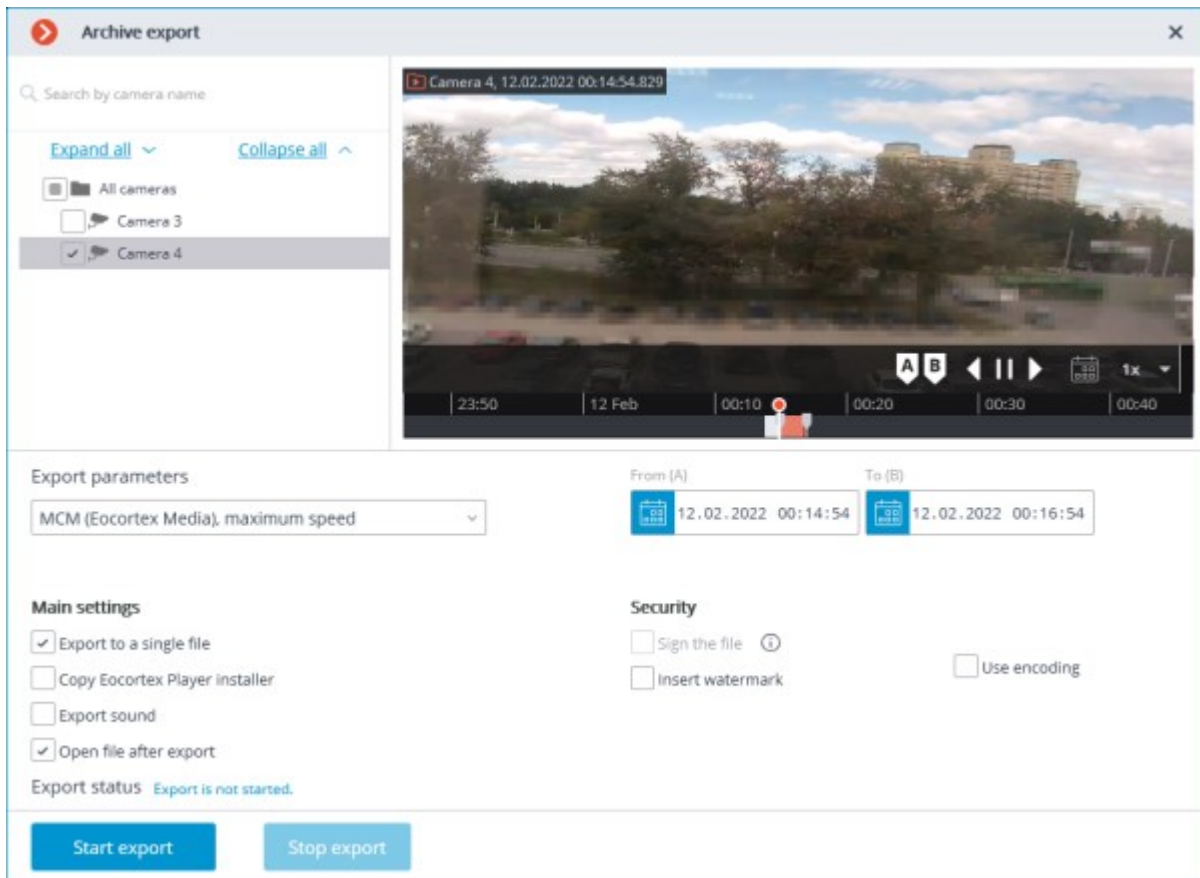 Archive export
Search by camera name
Expand all
Collapse all
All cameras
Camera 3
Camera 4
Camera 4, 12.02.2022 00:14:54.829
A B 1x
23:50 12 Feb 00:10 00:20 00:30 00:40
Export parameters
MCM (Eocortex Media), maximum speed
From (A) To (B)
12.02.2022 00:14:54 12.02.2022 00:16:54
Main settings
Export to a single file
Copy Eocortex Player installer
Export sound
Open file after export
Security
Sign the file
Insert watermark
Use encoding
Export status Export is not started.
Start export Stop export